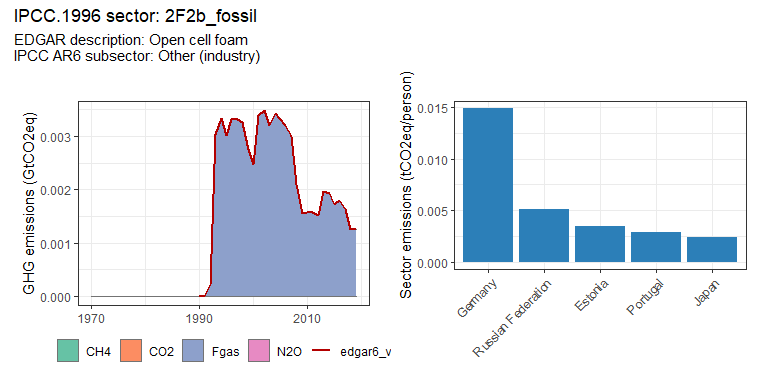 IPCC.1996 sector: 2F2b_fossil
EDGAR description: Open cell foam
IPCC AR6 subsector: Other (industry)
GHG emissions (GtCO2eq)
0.003
0.002
0.001
0.000
1970
1990
2010
CH4
CO2
Fgas
N2O
edgar6_v
Sector emissions (tCO2eq/person)
0.015
0.010
0.005
0.000
Germany
Russian Federation
Estonia
Portugal
Japan